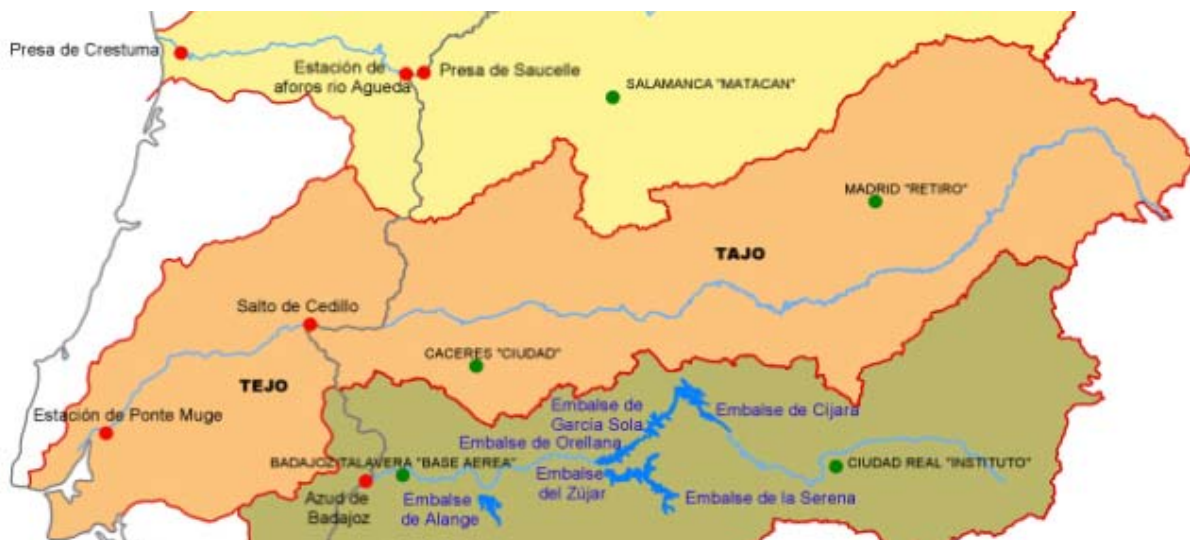 Presa de Crestuma
Estación de
aforos rio Agueda
Presa de Saucelle
SALAMANCA "MATACAN"
MADRID "RETIRO"
TAJO
Salto de Cedillo
CACERES "CIUDAD"
TEJO
Estación de Ponte Muge
Embalse de
García Sola
Embalse de Cijara
Embalse de Orellana
BADAJOZ/TALAVERA "BASE AEREA"
Embalse
del Zújar
CIUDAD REAL "INSTITUTO"
Azud de
Badajoz
Embalse
de Alange
Embalse de la Serena